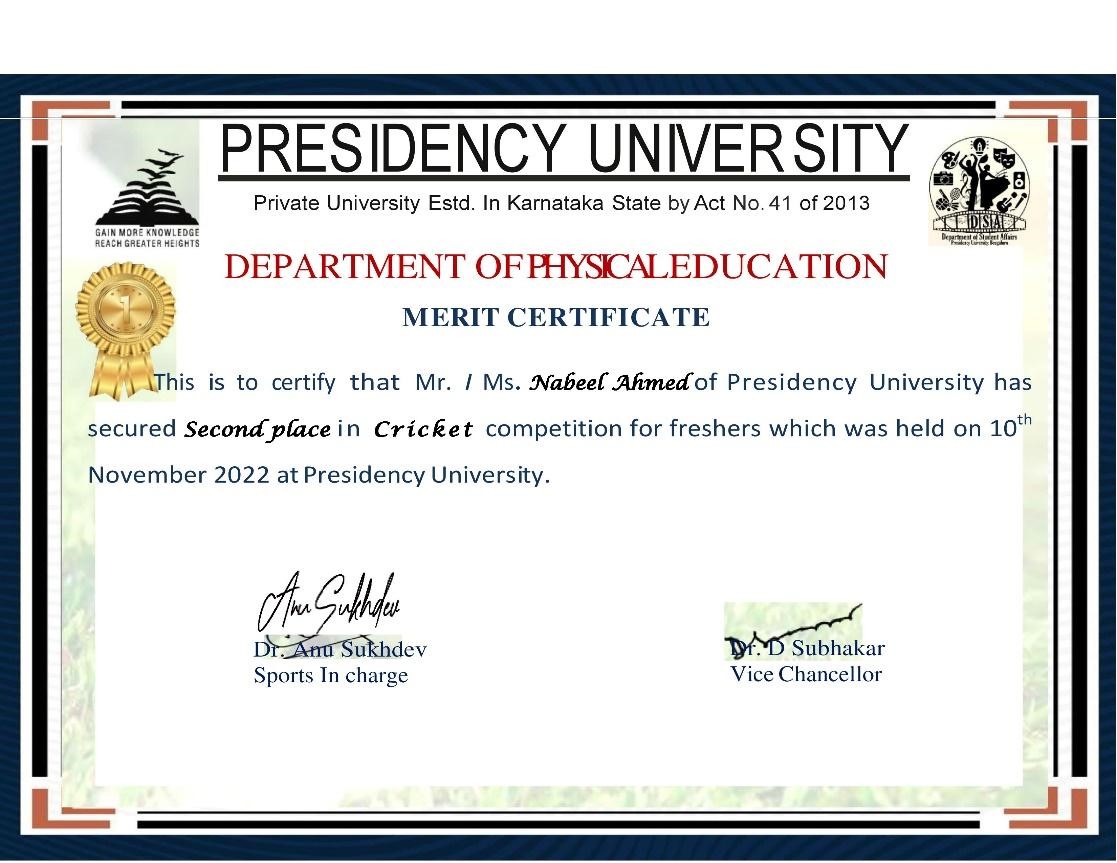 PRESIDENCY UNIVERSITY
Private University Estd. In Karnataka State by Act No. 41 of 2013
GAIN MORE KNOWLEDGE
REACH GREATER HEIGHTS
DSA
Department of Student Affairs
Presidency University, Bengaluru
DEPARTMENT OF PHYSICAL EDUCATION
1
MERIT CERTIFICATE
This is to certify that Mr. / Ms. Nabeel Ahmed of Presidency University has
secured Second place in Cricket competition for freshers which was held on 10th
November 2022 at Presidency University.
Anu Sukhdev
Dr. Anu Sukhdev
Sports In charge
Dr. D Subhakar
Vice Chancellor